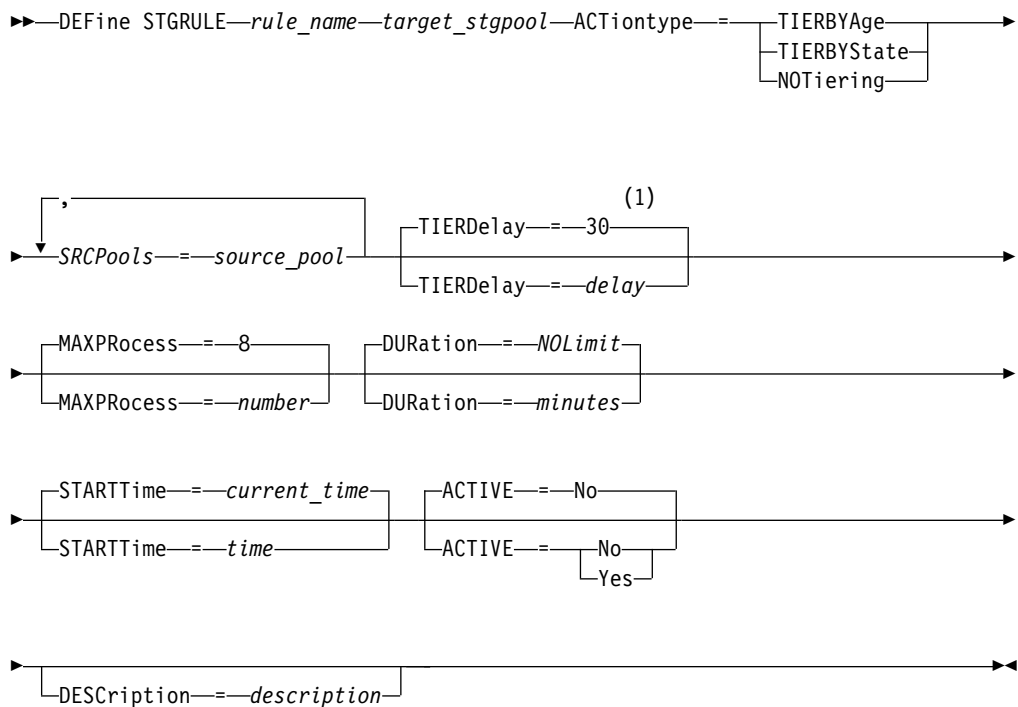 DEFine STGRULE rule_name target_stgpool ACTiontype = TIERBYAge
TIERBYState
NOTiering
,
(1)
TIERDelay = 30
SRCPools = source_pool
TIERDelay = delay
MAXPRocess = 8
DURation = NOLimit
MAXPRocess = number
DURation = minutes
STARTTime = current_time
ACTIVE = No
STARTTime = time
ACTIVE = No
Yes
DESCription = description